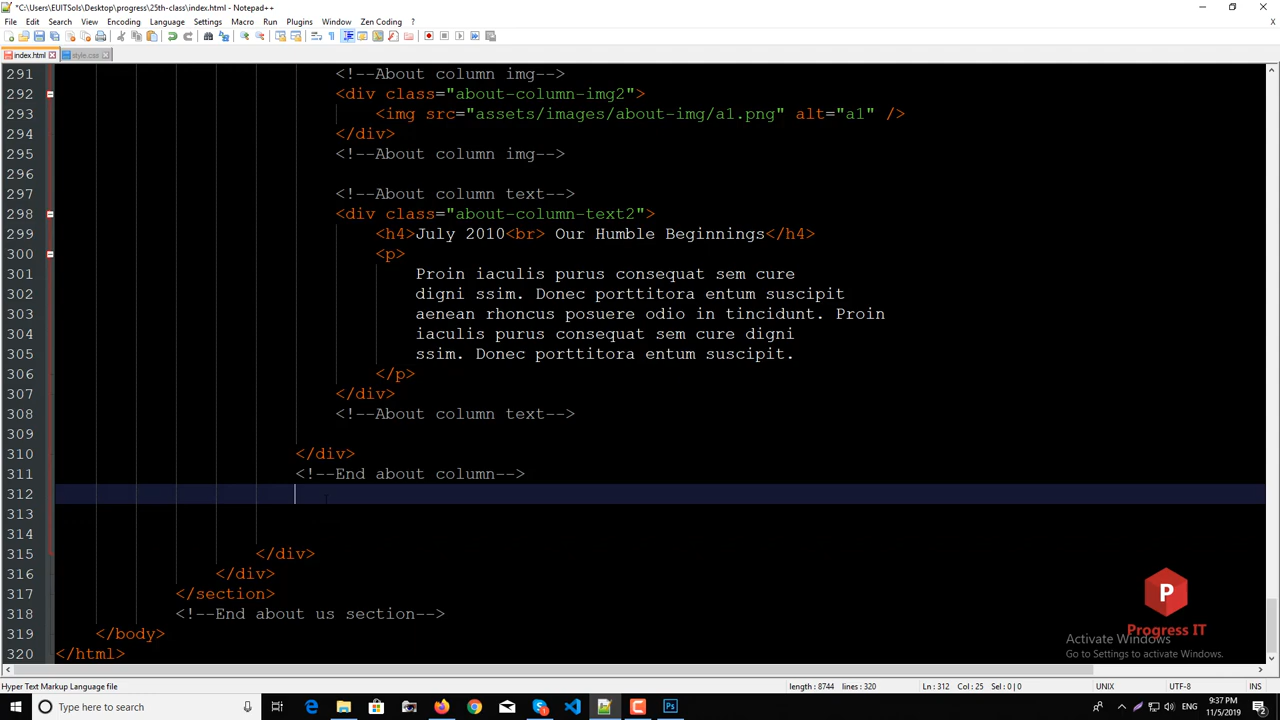 *C:\Users\EUITSols\Desktop\progress\25th-class\index.html - Notepad++
File Edit Search View Encoding Language Settings Macro Run Plugins Window Zen Coding ?
index.html style.css
291 <!--About column img-->
292 <div class="about-column-img2">
293 <img src="assets/images/about-img/a1.png" alt="a1" />
294 </div>
295 <!--About column img-->
296
297 <!--About column text-->
298 <div class="about-column-text2">
299 <h4>July 2010<br> Our Humble Beginnings</h4>
300 <p>
301 Proin iaculis purus consequat sem cure
302 digni ssim. Donec porttitora entum suscipit
303 aenean rhoncus posuere odio in tincidunt. Proin
304 iaculis purus consequat sem cure digni
305 ssim. Donec porttitora entum suscipit.
306 </p>
307 </div>
308 <!--About column text-->
309
310 </div>
311 <!--End about column-->
312
313
314
315 </div>
316 </div>
317 </section>
318 <!--End about us section-->
319 </body>
320 </html>
P
Progress IT
Activate Windows
Go to Settings to activate Windows.
Hyper Text Markup Language file length : 8744 lines : 320 Ln : 312 Col : 25 Sel : 0 | 0 UNIX UTF-8 INS
Type here to search
9:37 PM
11/5/2019
2